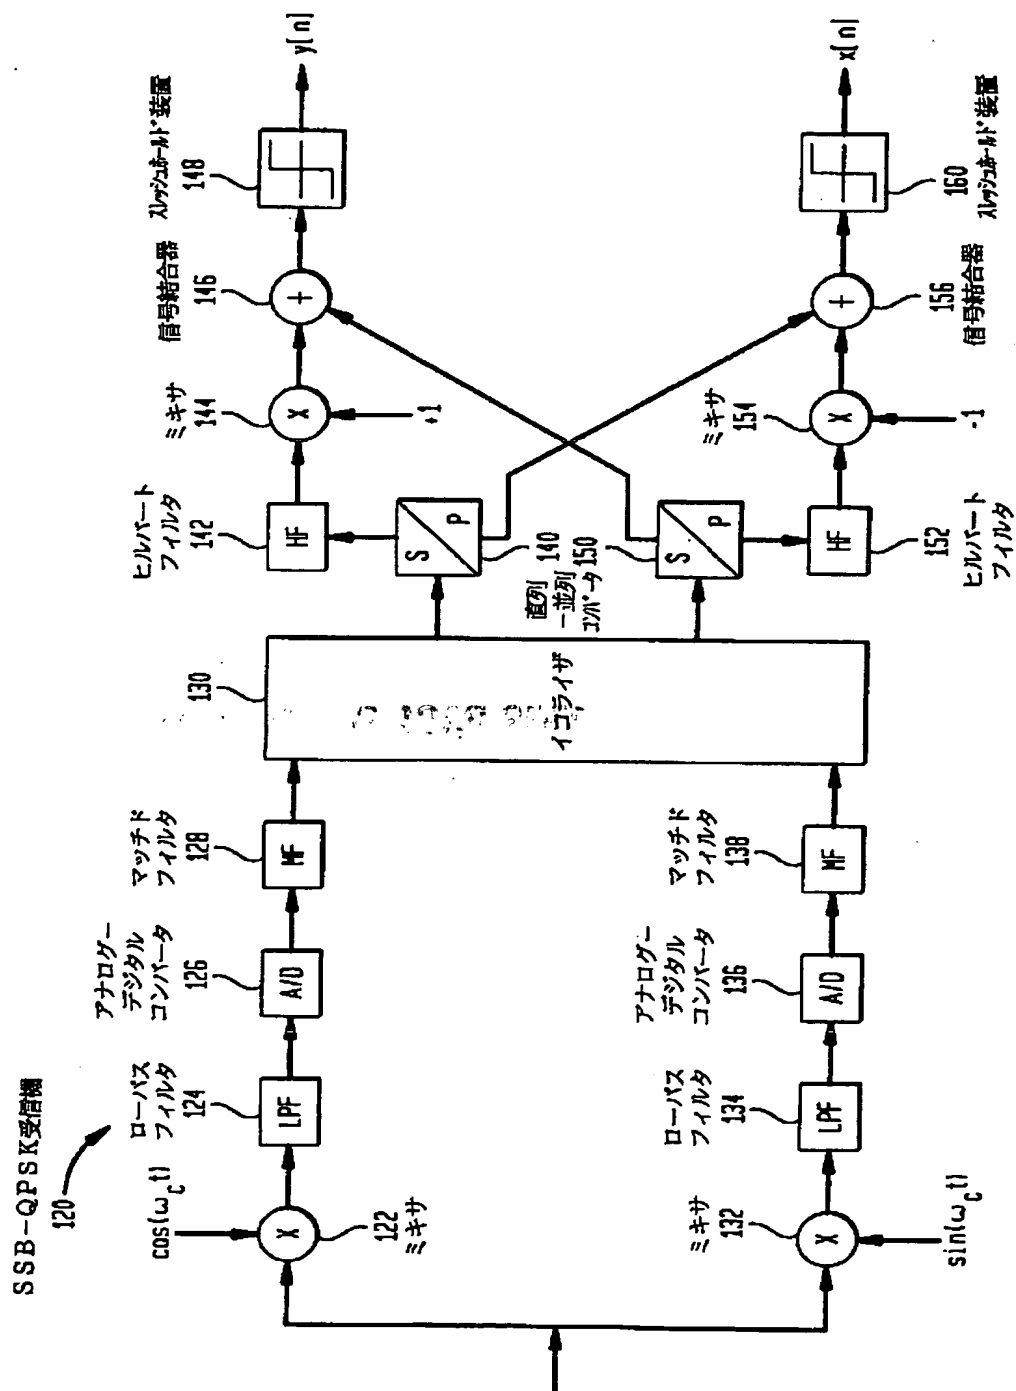 SSB-QPSK受信機
120
cos(ω_c t)
X
122
ミキサ
ローパス
フィルタ
124
LPF
アナログー
デジタル
コンバータ
126
A/D
マッチド
フィルタ
128
MF
130
イコライザ
ヒルバート
フィルタ
142
HF
S
P
140
ミキサ
144
X
+1
信号結合器
146
+
スレッショホールド装置
148
y[n]
ミキサ
132
X
sin(ω_c t)
ローパス
フィルタ
134
LPF
アナログー
デジタル
コンバータ
136
A/D
マッチド
フィルタ
138
MF
直列
ー並列
コンバータ
150
S
P
HF
152
ヒルバート
フィルタ
ミキサ
154
X
-1
+
156
信号結合器
160
スレッショホールド装置
x[n]